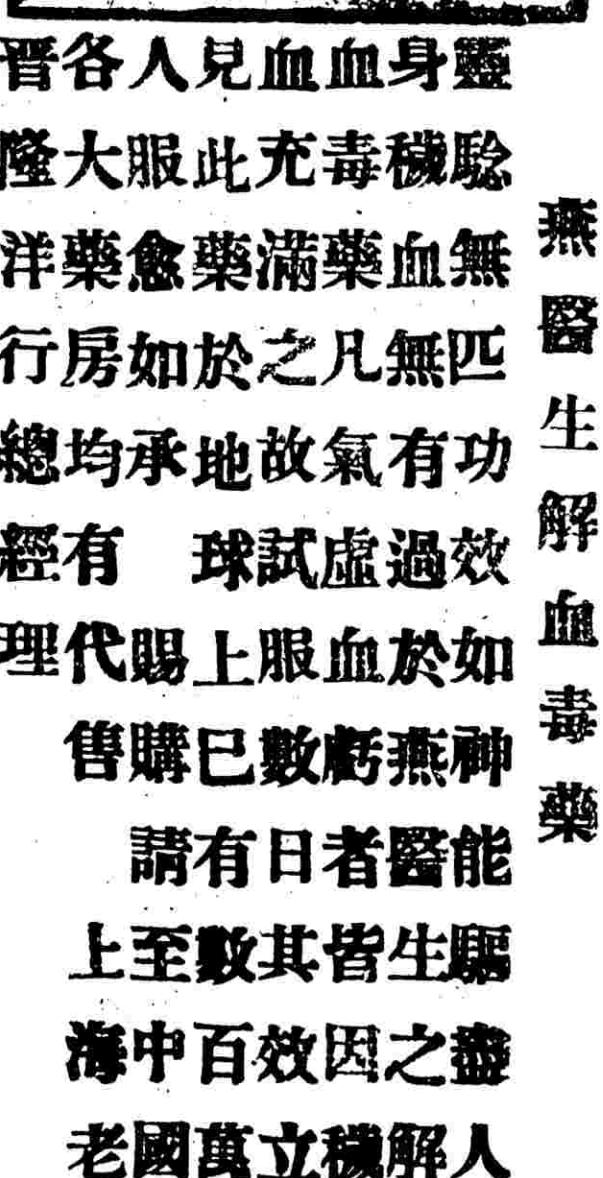 燕醫生解血毒藥
靈騐無匹功效如神能驅盡人
身穢血無有過於燕醫生之解
血毒藥凡氣虛血虧者皆因穢
血充滿之故試服數日其效立
見此藥於地球上已有數百萬
人服愈如承 賜購請至中國
各大藥房均有代售 上海老
晋隆洋行總經理